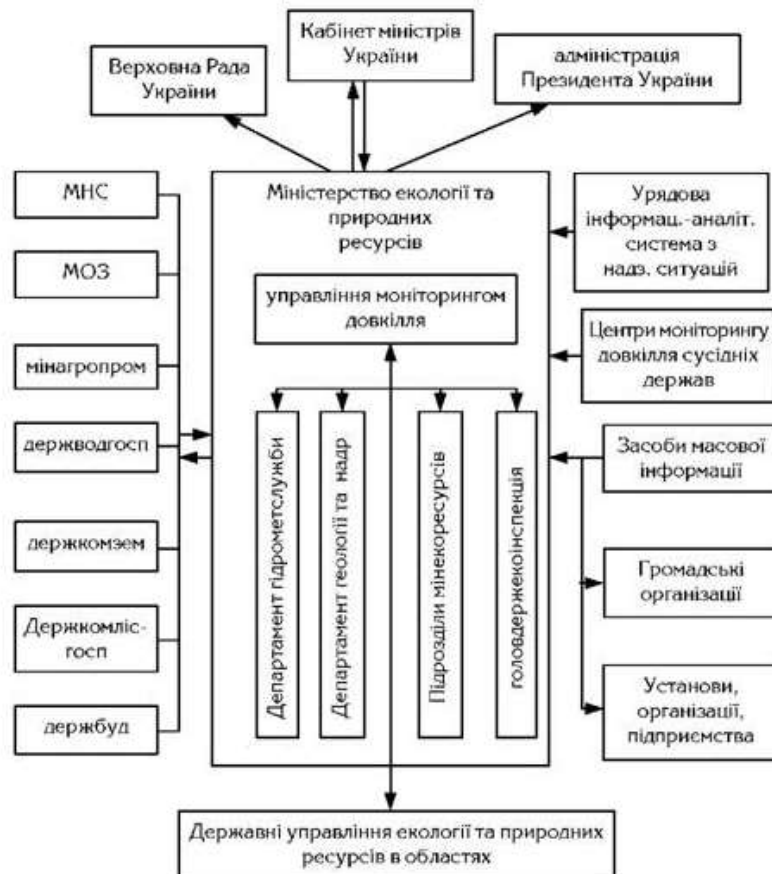 Кабінет міністрів
України
Верховна Рада
України
адміністрація
Президента України
МНС
МОЗ
мінагропром
держводгосп
держкомзем
Держкомліс-
госп
держбуд
Міністерство екології та
природних
ресурсів
управління моніторингом
довкілля
Департамент гідрометслужби
Департамент геології та надр
Підрозділи мінекоресурсів
головдержекоінспекція
Урядова
інформац.-аналіт.
система з
надз. ситуацій
Центри моніторингу
довкілля сусідніх
держав
Засоби масової
інформації
Громадські
організації
Установи,
організації,
підприємства
Державні управління екології та природних
ресурсів в областях